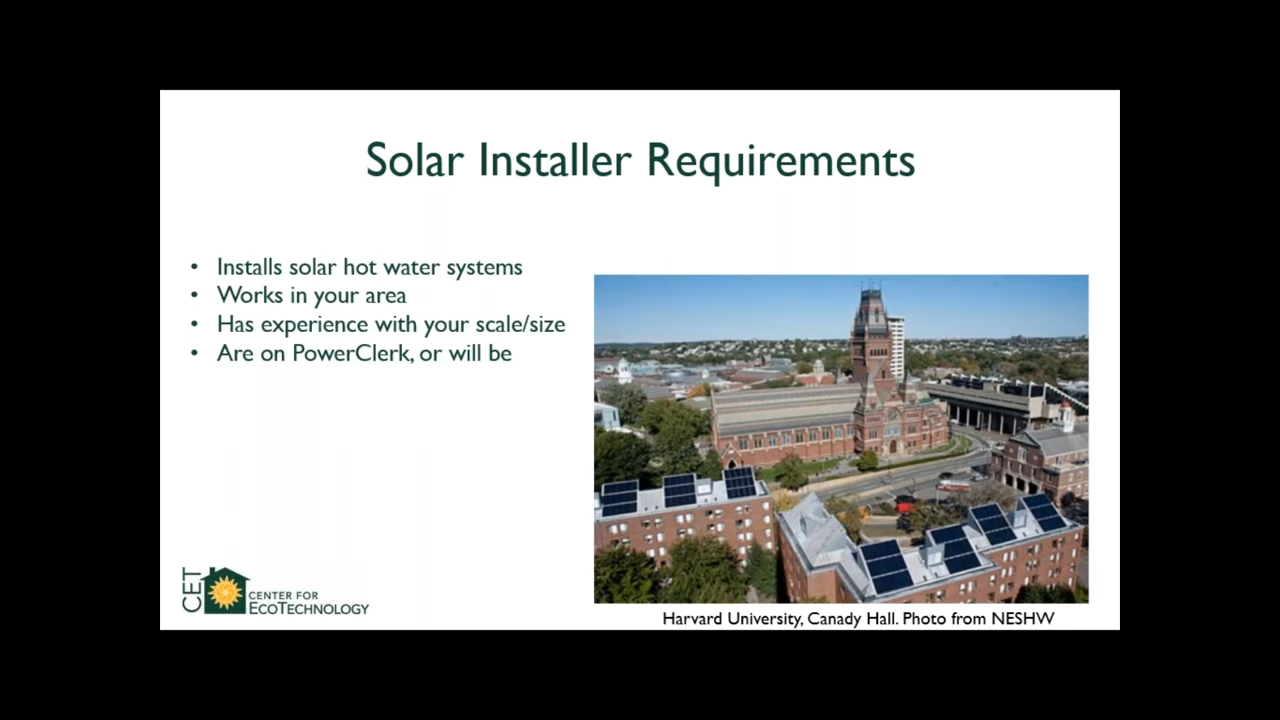 Solar Installer Requirements
• Installs solar hot water systems
• Works in your area
• Has experience with your scale/size
• Are on PowerClerk, or will be
CET
CENTER FOR
ECOTECHNOLOGY
Harvard University, Canady Hall. Photo from NESHW